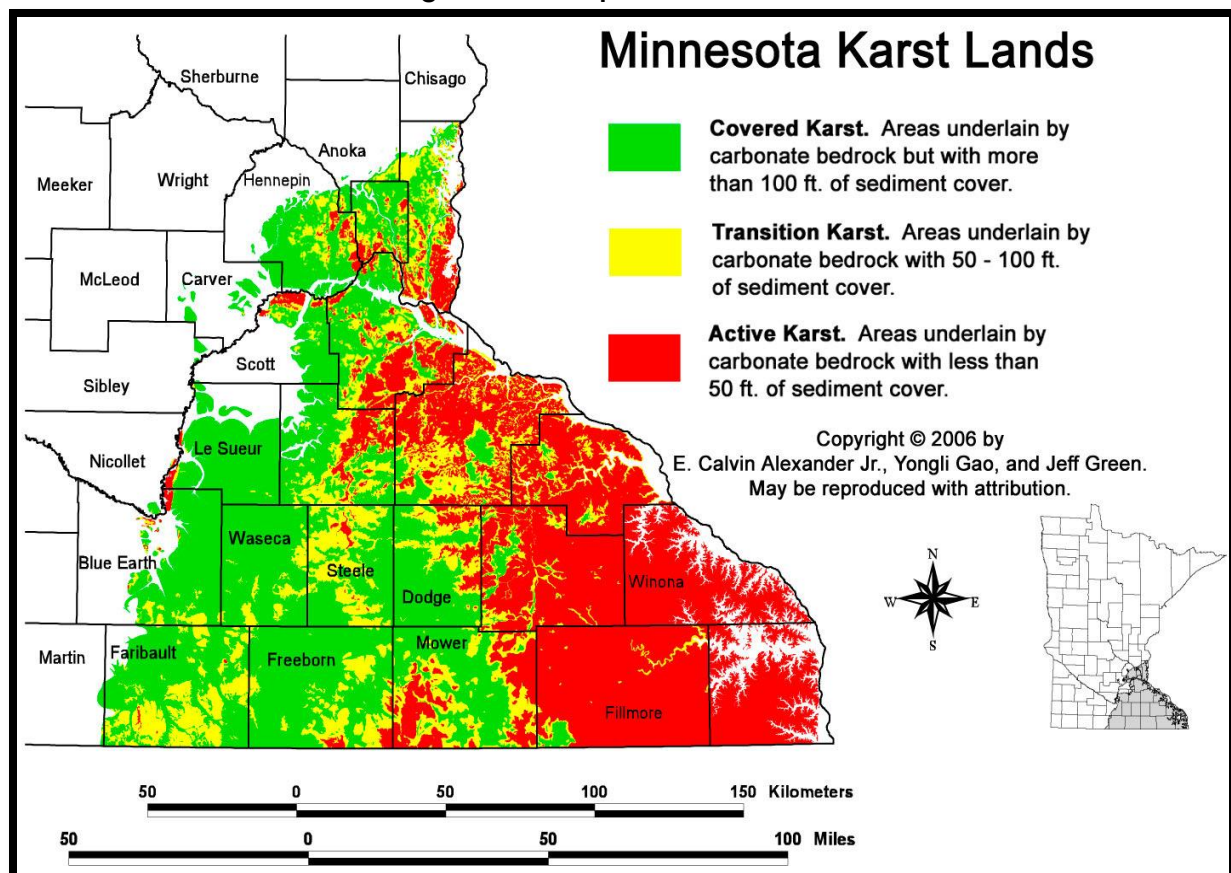 Minnesota Karst Lands
Covered Karst. Areas underlain by
carbonate bedrock but with more
than 100 ft. of sediment cover.
Transition Karst. Areas underlain by
carbonate bedrock with 50 - 100 ft.
of sediment cover.
Active Karst. Areas underlain by
carbonate bedrock with less than
50 ft. of sediment cover.
Copyright © 2006 by
E. Calvin Alexander Jr., Yongli Gao, and Jeff Green.
May be reproduced with attribution.
Sherburne
Chisago
Anoka
Meeker
Wright
Hennepin
McLeod
Carver
Scott
Sibley
Le Sueur
Nicollet
Waseca
Blue Earth
Steele
Dodge
Winona
Martin
Faribault
Freeborn
Mower
Fillmore
N
W
E
S
50 0 50 100 150 Kilometers
50 0 50 100 Miles